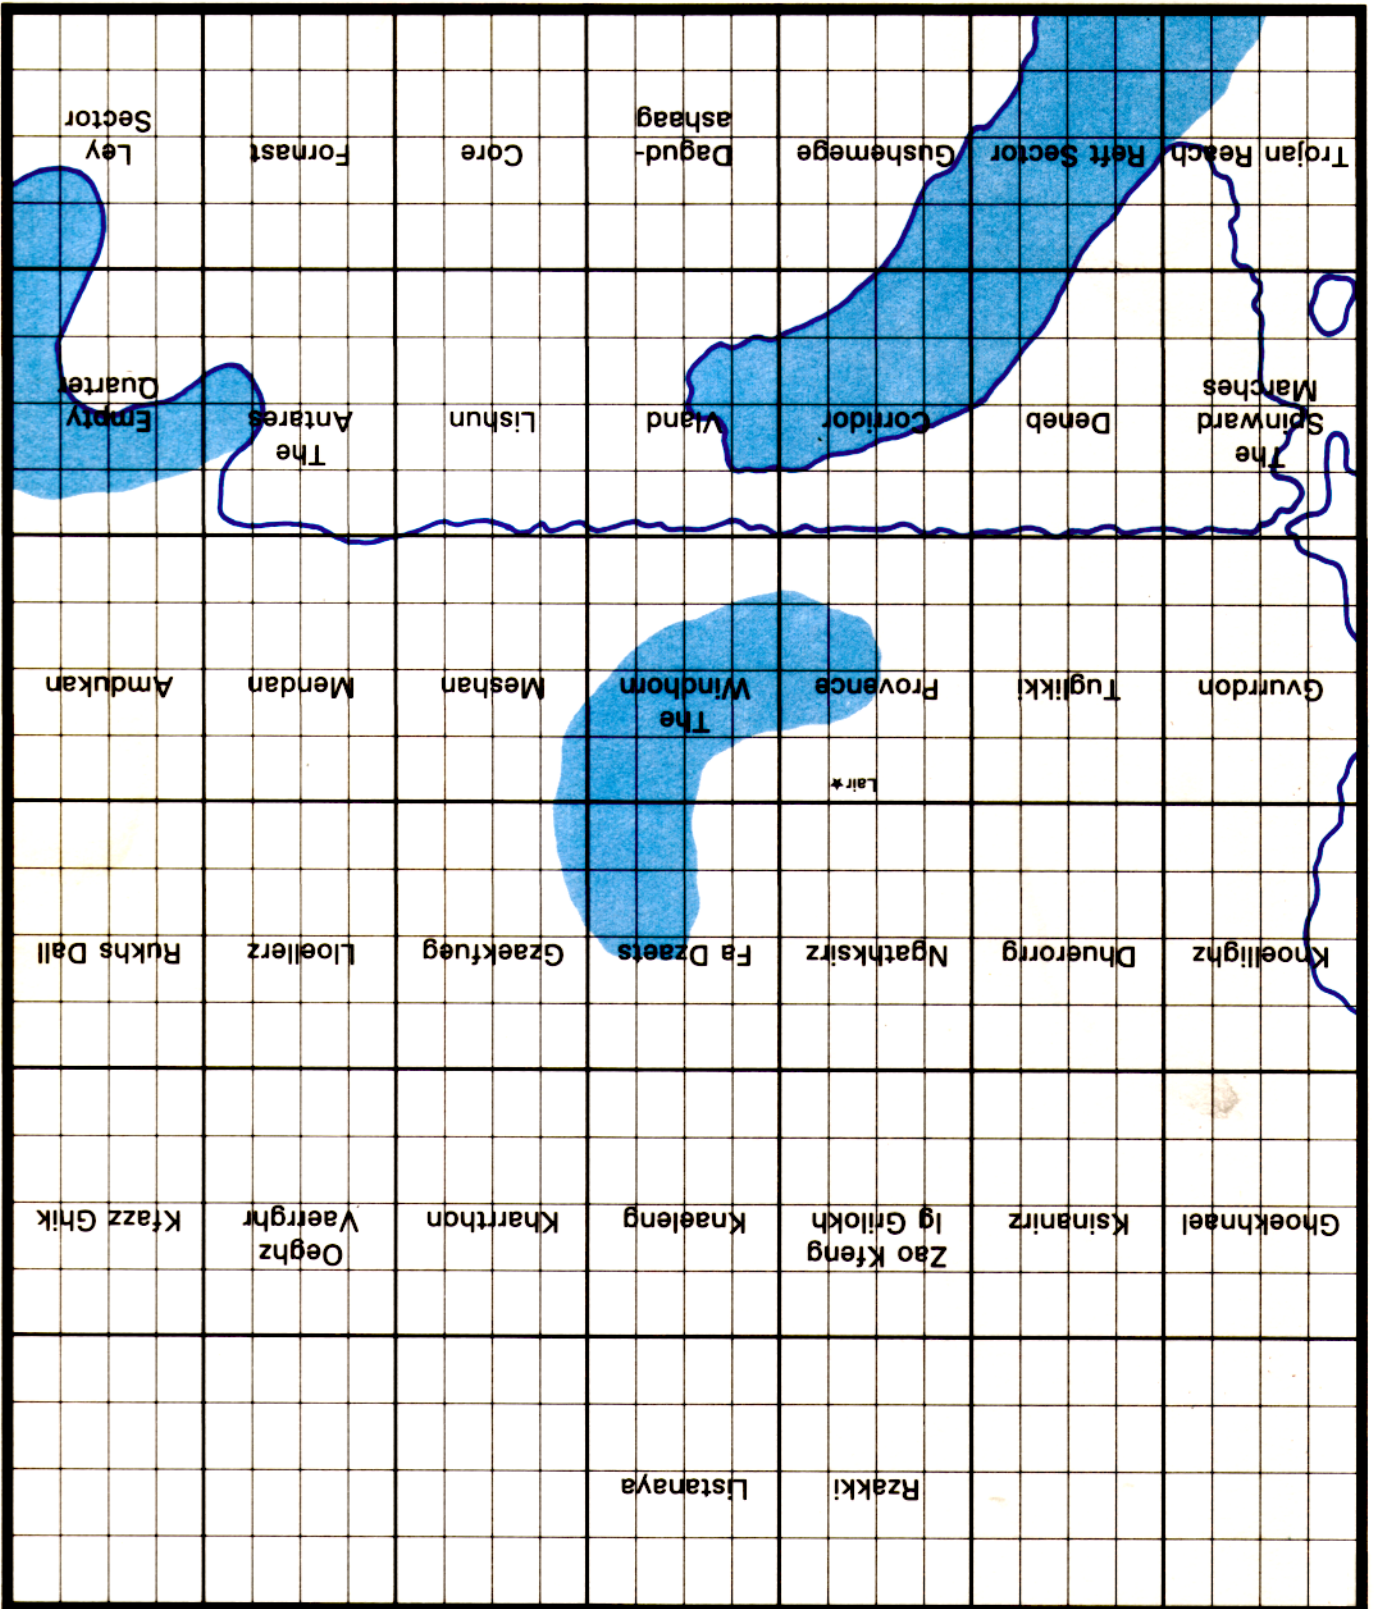 Rzakki
Listanaya
Ghoekhnael
Ksinanirz
Zao Kfeng
Ig Grilokh
Knaeleng
Kharrthon
Oeghz
Vaerrghr
Kfazz Ghik
Knoellighz
Dhuerorrg
Ngathksirz
Fa Dzaets
Gzaekfueg
Lloellerz
Rukhs Dall
Lair★
Gvurrdon
Tuglikki
Provence
The
Windhorn
Meshan
Mendan
Amdukan
The
Spinward
Marches
Deneb
Corridor
Vland
Lishun
The
Antares
Empty
Quarter
Trojan Reach
Reft Sector
Gushemege
Dagud-
ashaag
Core
Fornast
Ley
Sector